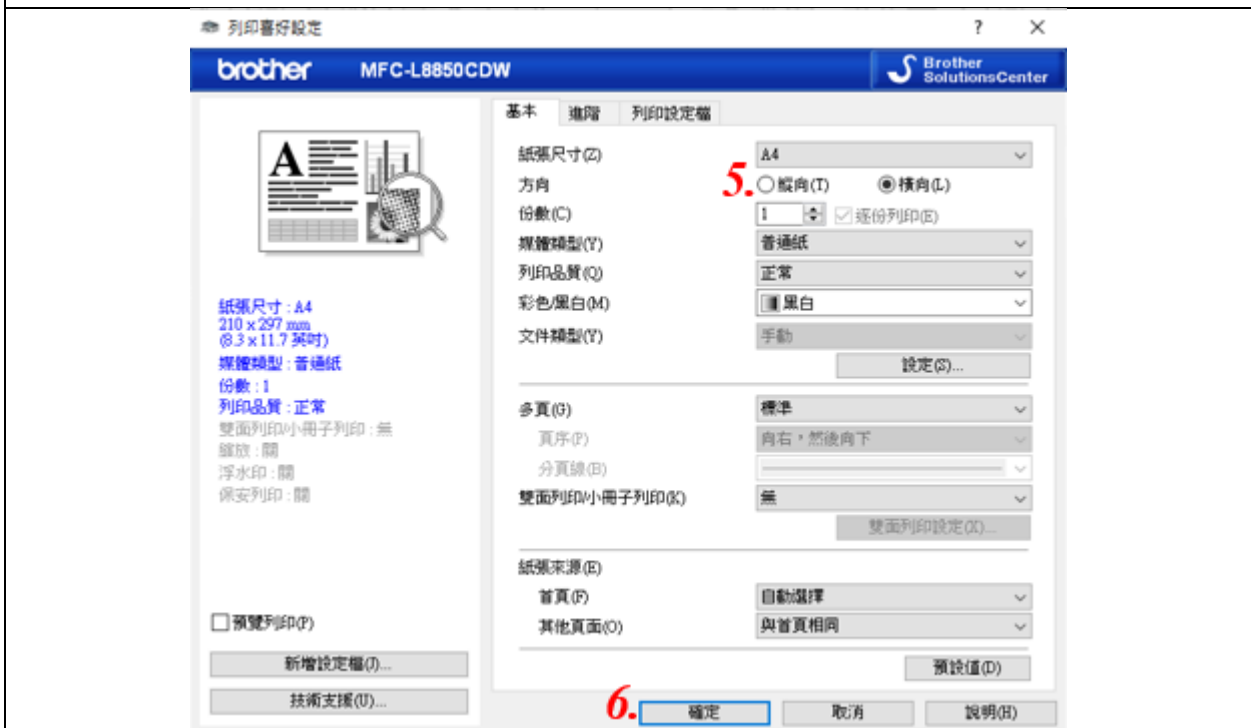 列印喜好設定
?
brother MFC-L8850CDW
Brother
SolutionsCenter
A
紙張尺寸 : A4
210 x 297 mm
(8.3 x 11.7 英吋)
媒體類型 : 普通紙
份數 : 1
列印品質 : 正常
雙面列印/小冊子列印 : 無
縮放 : 關
浮水印 : 關
保安列印 : 關
預覽列印(P)
新增設定檔(J)...
技術支援(U)...
基本 進階 列印設定檔
紙張尺寸(Z) A4
方向 5. 縱向(T) 橫向(L)
份數(C) 1 逐份列印(E)
媒體類型(Y) 普通紙
列印品質(Q) 正常
彩色/黑白(M) 黑白
文件類型(Y) 手動
設定(S)...
多頁(G) 標準
頁序(P) 向右，然後向下
分頁線(B)
雙面列印/小冊子列印(K) 無
雙面列印設定(X)...
紙張來源(E)
首頁(F) 自動選擇
其他頁面(O) 與首頁相同
預設值(D)
6. 確定 取消 說明(H)